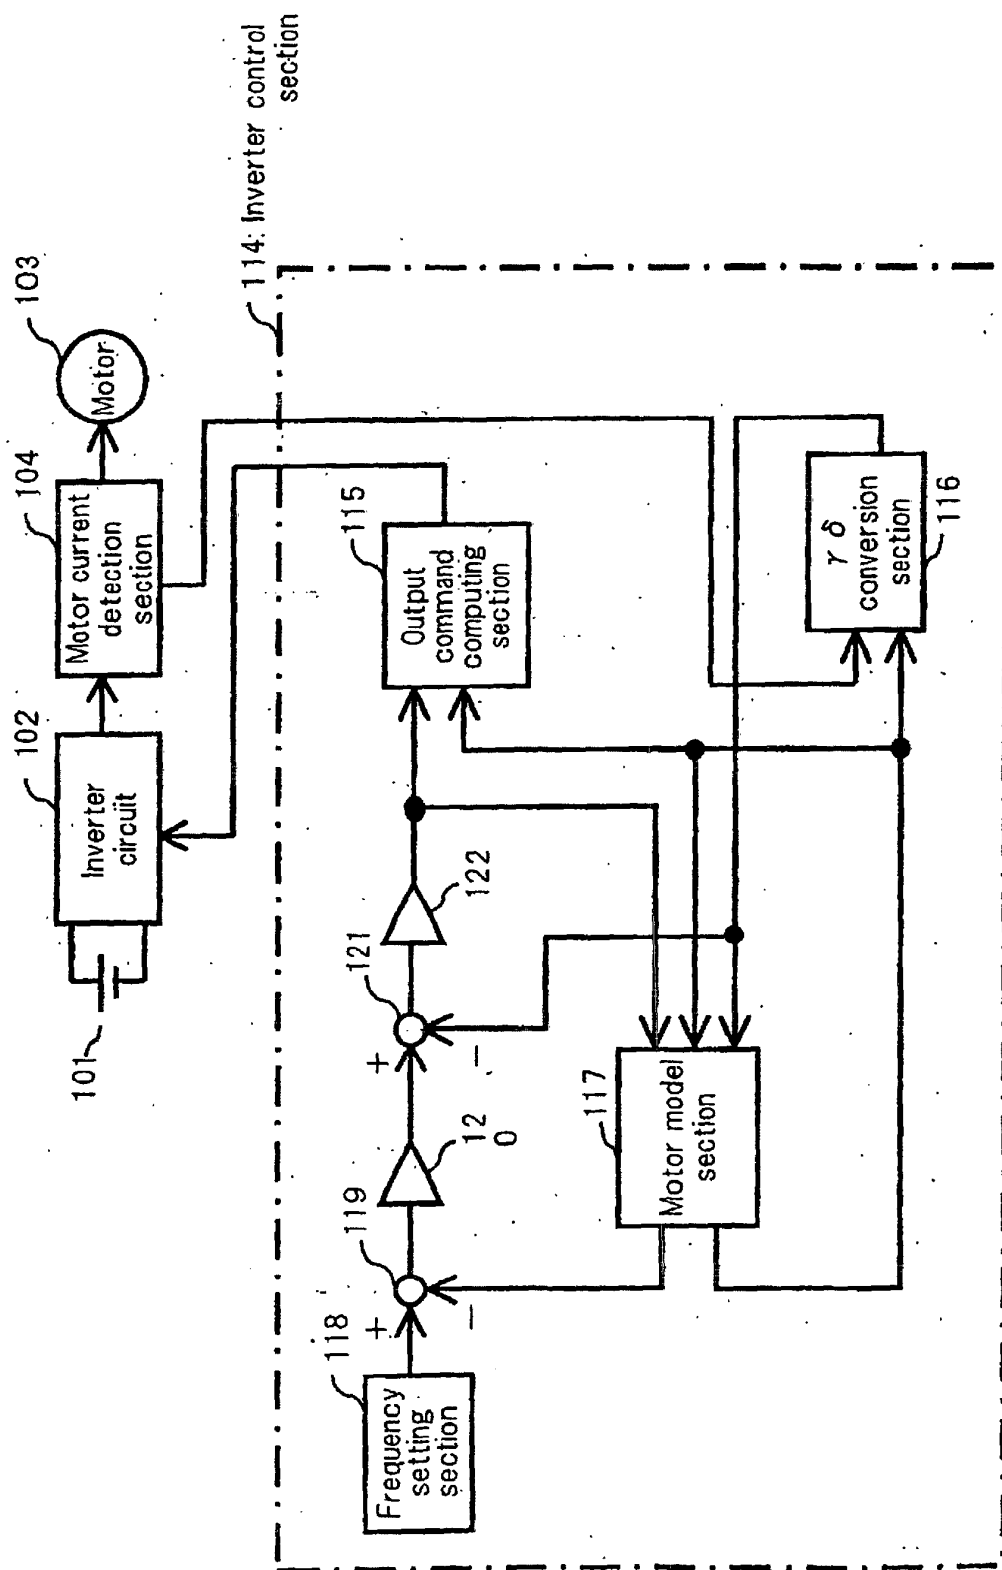 101
102
Inverter
circuit
104
Motor current
detection
section
103
Motor
114: Inverter control
section
118
Frequency
setting
section
+
−
119
12
0
+
−
121
122
115
Output
command
computing
section
117
Motor model
section
γ δ
conversion
section
116